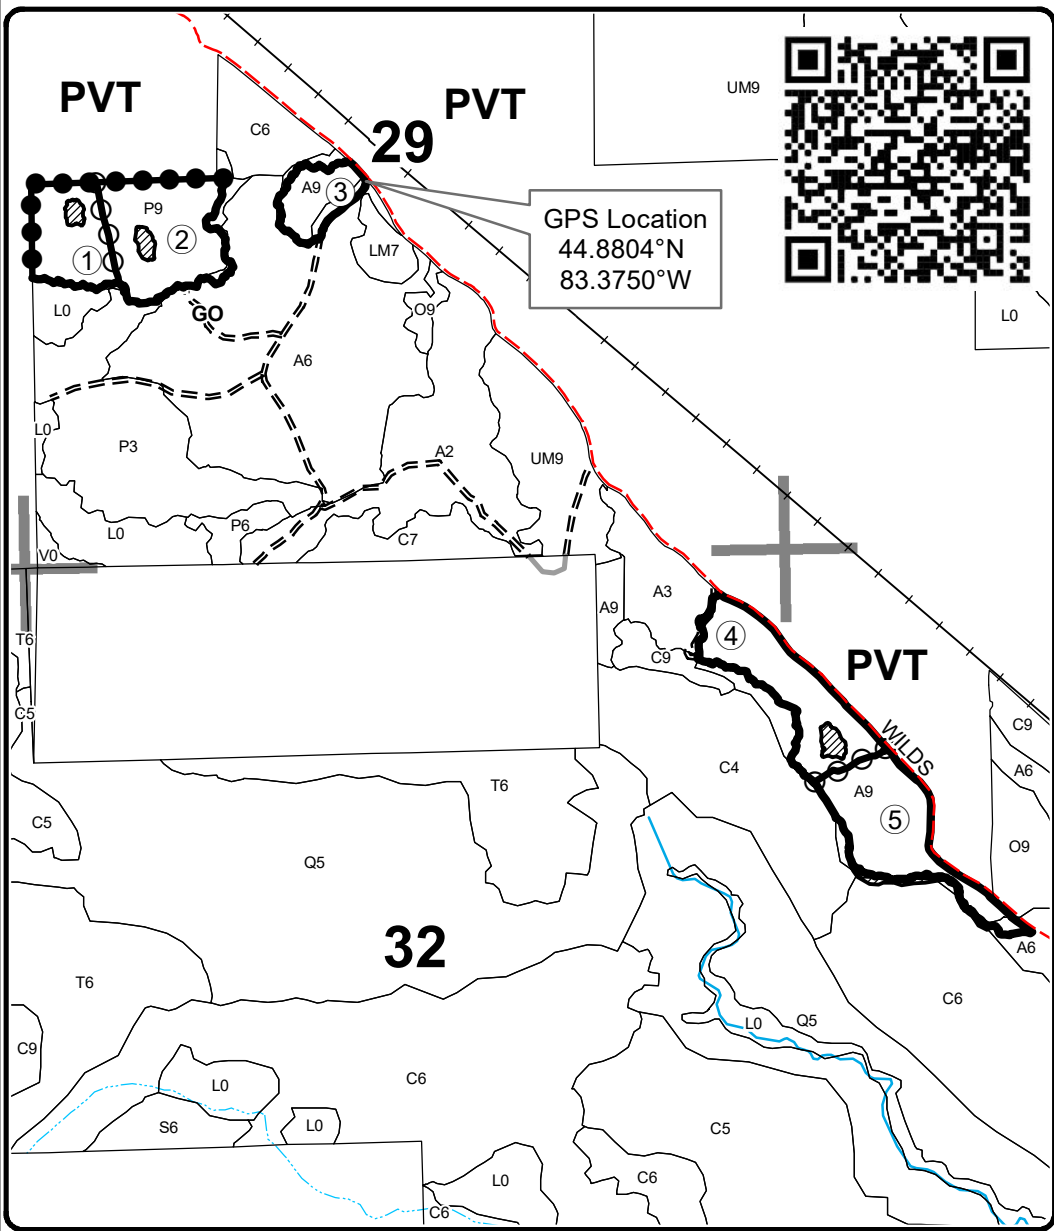 PVT
PVT
UM9
C6
29
A9
3
P9
GPS Location
44.8804°N
83.3750°W
2
1
LM7
L0
GO
O9
L0
A6
L0
P3
A2
UM9
L0
P6
C7
V0
A3
A9
T6
4
C9
PVT
C5
C9
WILDS
C4
A6
T6
A9
C5
5
O9
Q5
32
A6
T6
C6
L0
Q5
C9
C6
L0
L0
S6
C5
L0
C6
C6